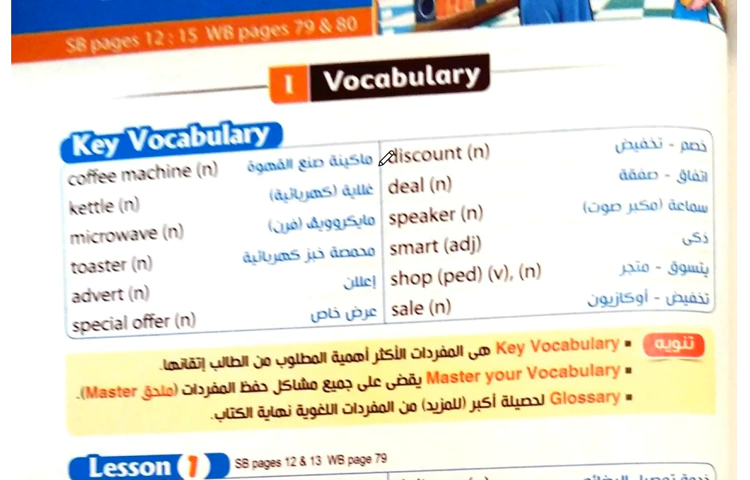 SB pages 12 : 15 WB pages 79 & 80
1 Vocabulary
Key Vocabulary
coffee machine (n) ماكينة صنع القهوة
kettle (n) غلاية (كهربائية)
microwave (n) مايكروويف (فرن)
toaster (n) محمصة خبز كهربائية
advert (n) إعلان
special offer (n) عرض خاص
discount (n) خصم - تخفيض
deal (n) اتفاق - صفقة
speaker (n) سماعة (مكبر صوت)
smart (adj) ذكى
shop (ped) (v), (n) يتسوق - متجر
sale (n) تخفيض - أوكازيون
تنويه
▪ Key Vocabulary هى المفردات الأكثر أهمية المطلوب من الطالب إتقانها.
▪ Master your Vocabulary يقضى على جميع مشاكل حفظ المفردات (ملحق Master).
▪ Glossary لحصيلة أكبر (للمزيد) من المفردات اللغوية نهاية الكتاب.
Lesson (1) SB pages 12 & 13 WB page 79